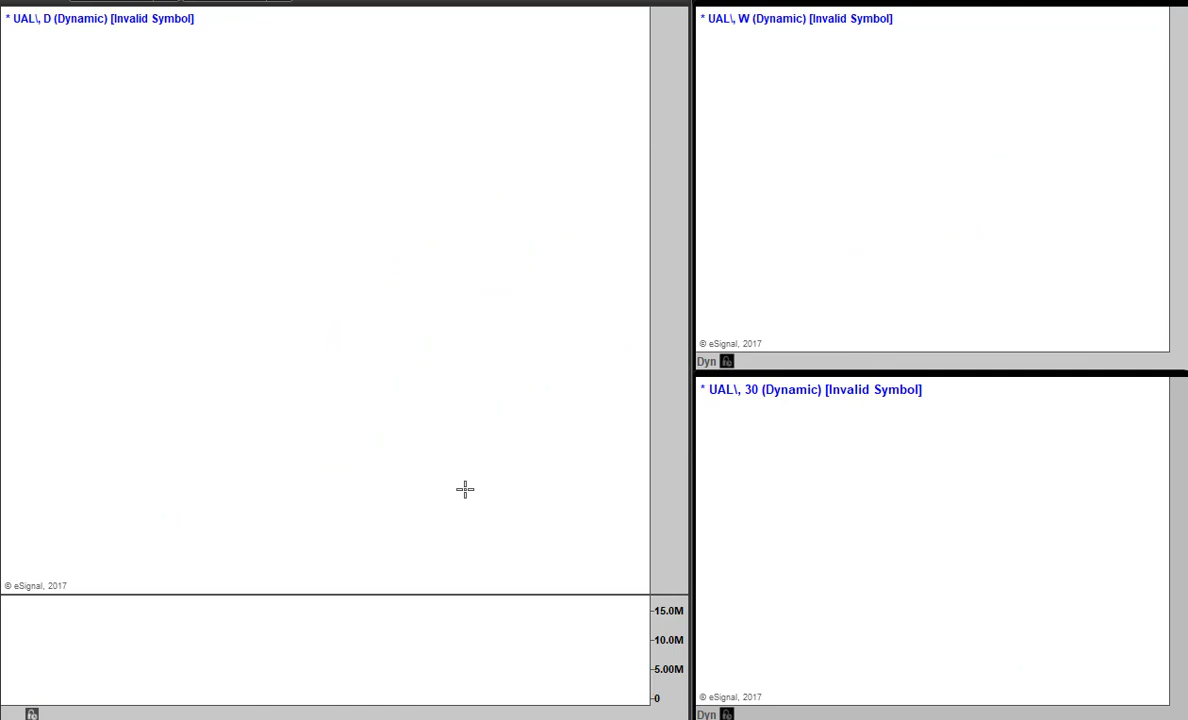 * UAL\, D (Dynamic) [Invalid Symbol]
© eSignal, 2017
15.0M
10.0M
5.00M
0
* UAL\, W (Dynamic) [Invalid Symbol]
© eSignal, 2017
Dyn
* UAL\, 30 (Dynamic) [Invalid Symbol]
© eSignal, 2017
Dyn